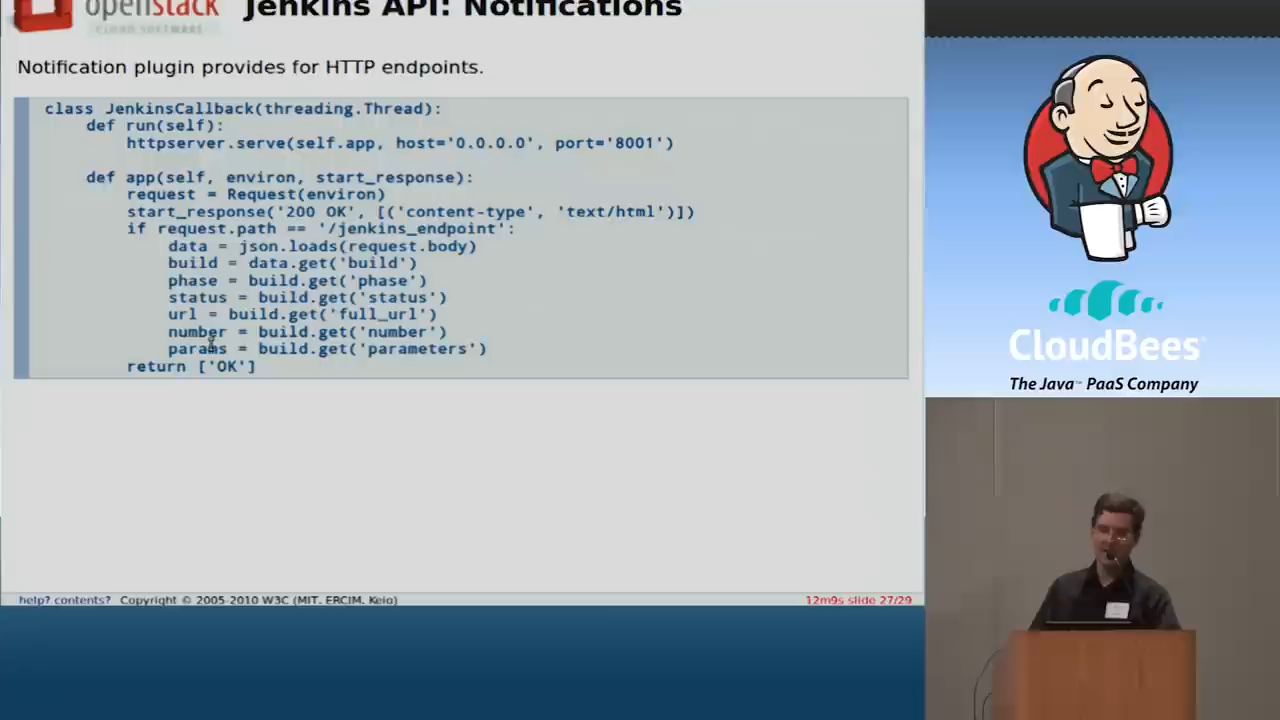 openstack
CLOUD SOFTWARE
Jenkins API: Notifications
Notification plugin provides for HTTP endpoints.
class JenkinsCallback(threading.Thread):
def run(self):
httpserver.serve(self.app, host='0.0.0.0', port='8001')
def app(self, environ, start_response):
request = Request(environ)
start_response('200 OK', [('content-type', 'text/html')])
if request.path == '/jenkins_endpoint':
data = json.loads(request.body)
build = data.get('build')
phase = build.get('phase')
status = build.get('status')
url = build.get('full_url')
number = build.get('number')
params = build.get('parameters')
return ['OK']
help? contents? Copyright © 2005-2010 W3C (MIT, ERCIM, Keio)
12m9s slide 27/29
CloudBees
The Java™ PaaS Company